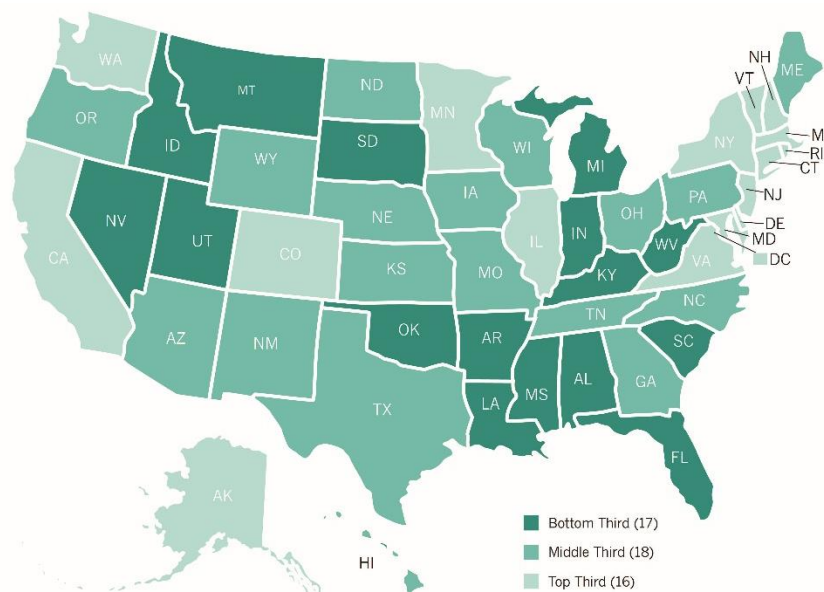 WA
MT
ND
MN
OR
ID
SD
WY
WI
MI
NY
VT
NH
ME
M
RI
CT
NJ
PA
DE
MD
DC
NV
UT
CA
CO
NE
IA
KS
MO
IL
IN
OH
WV
VA
KY
TN
NC
AZ
NM
OK
AR
SC
TX
LA
MS
AL
GA
FL
AK
HI
Bottom Third (17)
Middle Third (18)
Top Third (16)